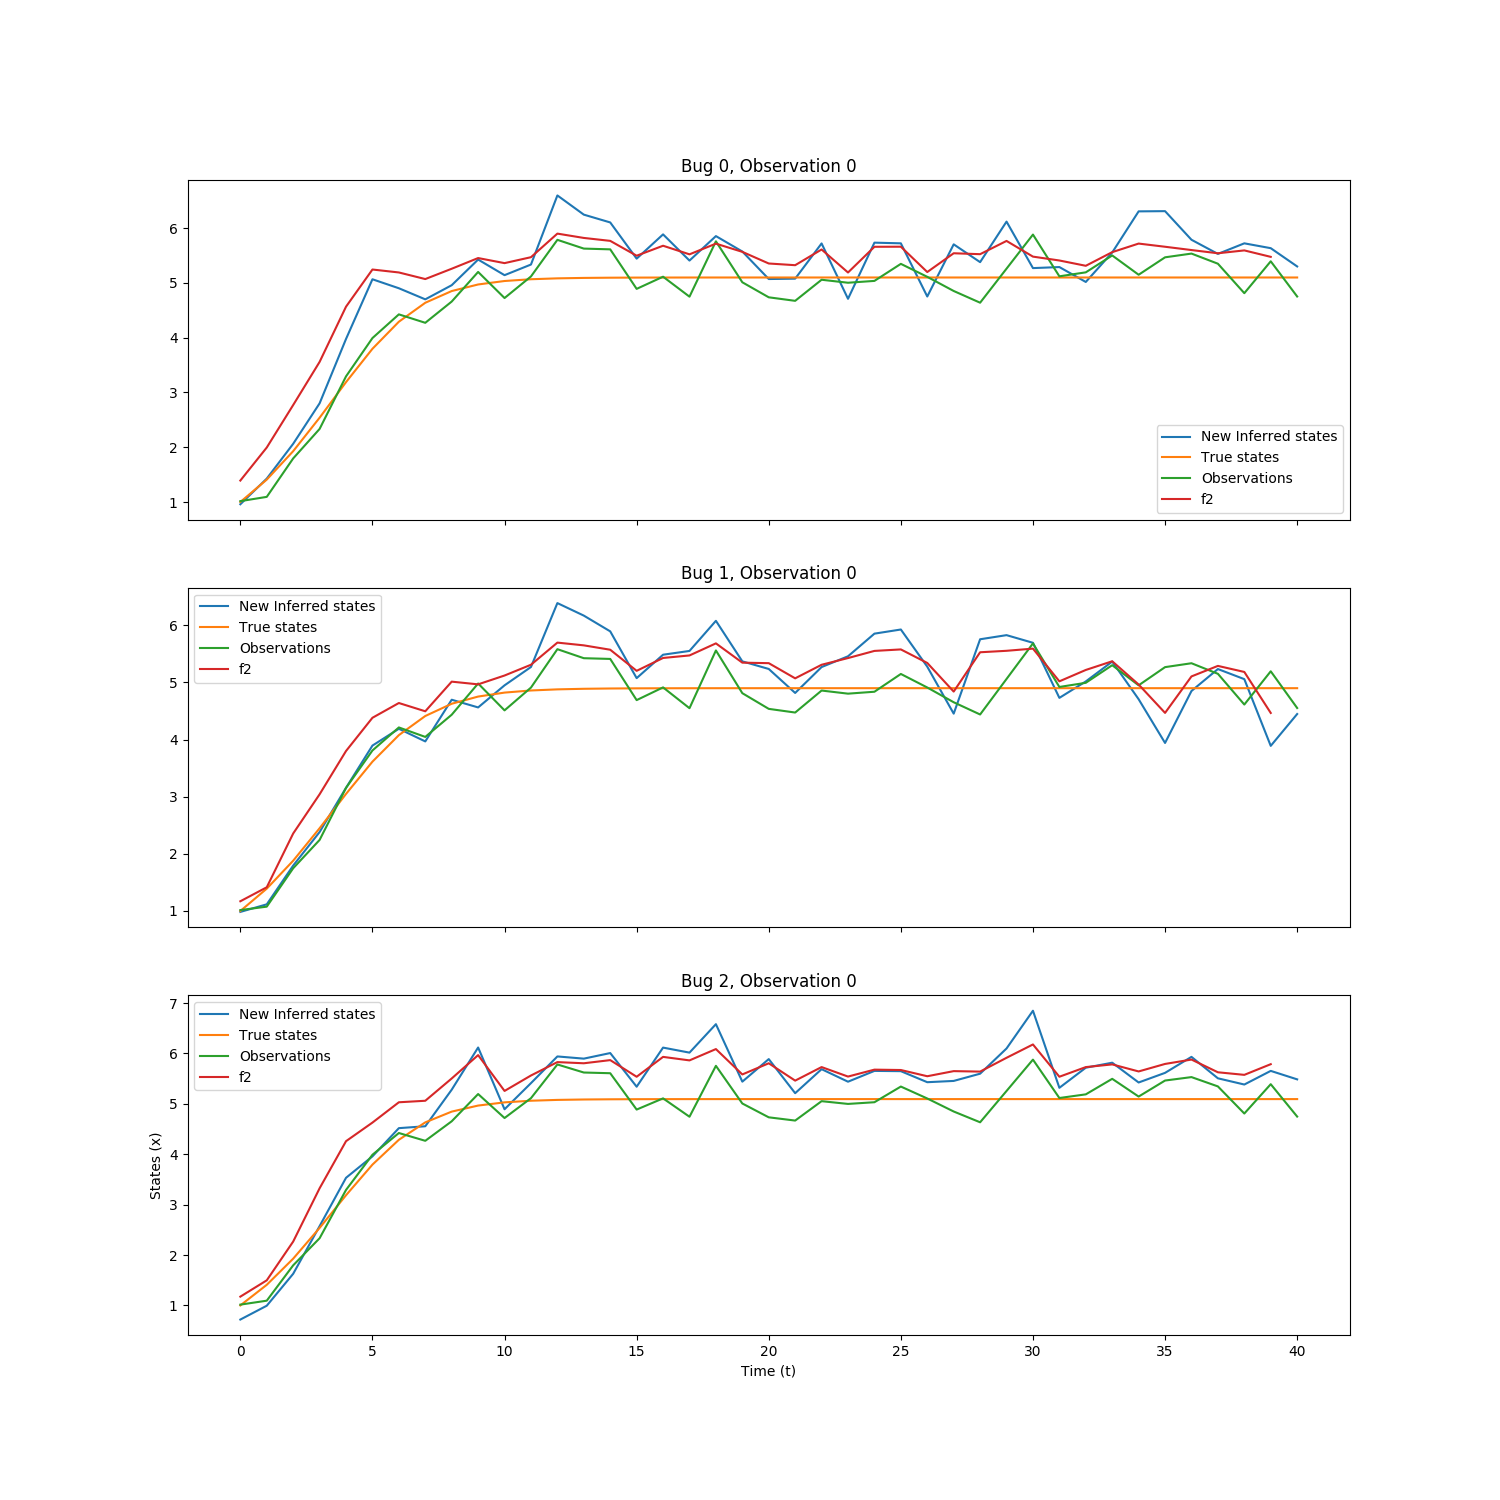 Bug 0, Observation 0
6
5
4
3
2
1
New Inferred states
True states
Observations
f2
Bug 1, Observation 0
6
5
4
3
2
1
New Inferred states
True states
Observations
f2
Bug 2, Observation 0
7
6
5
4
3
2
1
States (x)
New Inferred states
True states
Observations
f2
0 5 10 15 20 25 30 35 40
Time (t)